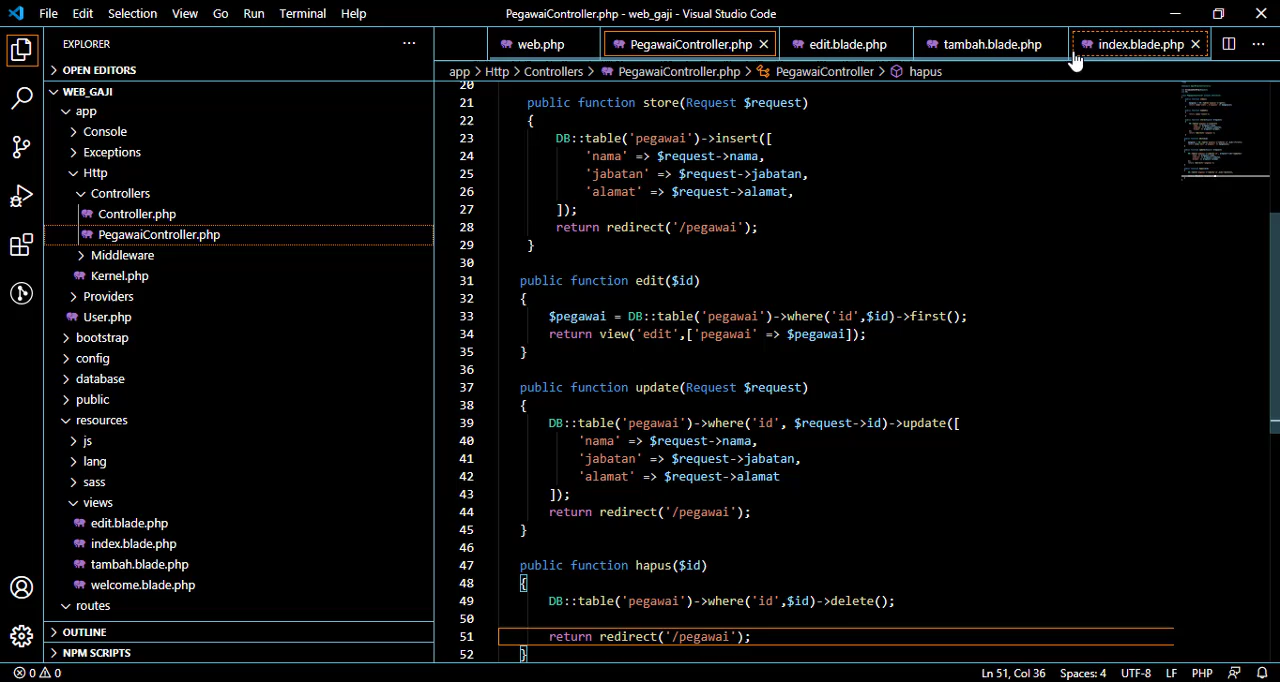 File Edit Selection View Go Run Terminal Help PegawaiController.php - web_gaji - Visual Studio Code
EXPLORER
web.php PegawaiController.php edit.blade.php tambah.blade.php index.blade.php
OPEN EDITORS
app > Http > Controllers > PegawaiController.php > PegawaiController > hapus
WEB_GAJI
app
Console
Exceptions
Http
Controllers
Controller.php
PegawaiController.php
Middleware
Kernel.php
Providers
User.php
bootstrap
config
database
public
resources
js
lang
sass
views
edit.blade.php
index.blade.php
tambah.blade.php
welcome.blade.php
routes
OUTLINE
NPM SCRIPTS
20
21 public function store(Request $request)
22 {
23 DB::table('pegawai')->insert([
24 'nama' => $request->nama,
25 'jabatan' => $request->jabatan,
26 'alamat' => $request->alamat,
27 ]);
28 return redirect('/pegawai');
29 }
30
31 public function edit($id)
32 {
33 $pegawai = DB::table('pegawai')->where('id',$id)->first();
34 return view('edit',['pegawai' => $pegawai]);
35 }
36
37 public function update(Request $request)
38 {
39 DB::table('pegawai')->where('id', $request->id)->update([
40 'nama' => $request->nama,
41 'jabatan' => $request->jabatan,
42 'alamat' => $request->alamat
43 ]);
44 return redirect('/pegawai');
45 }
46
47 public function hapus($id)
48 {
49 DB::table('pegawai')->where('id',$id)->delete();
50
51 return redirect('/pegawai');
52 }
0 0 Ln 51, Col 36 Spaces: 4 UTF-8 LF PHP